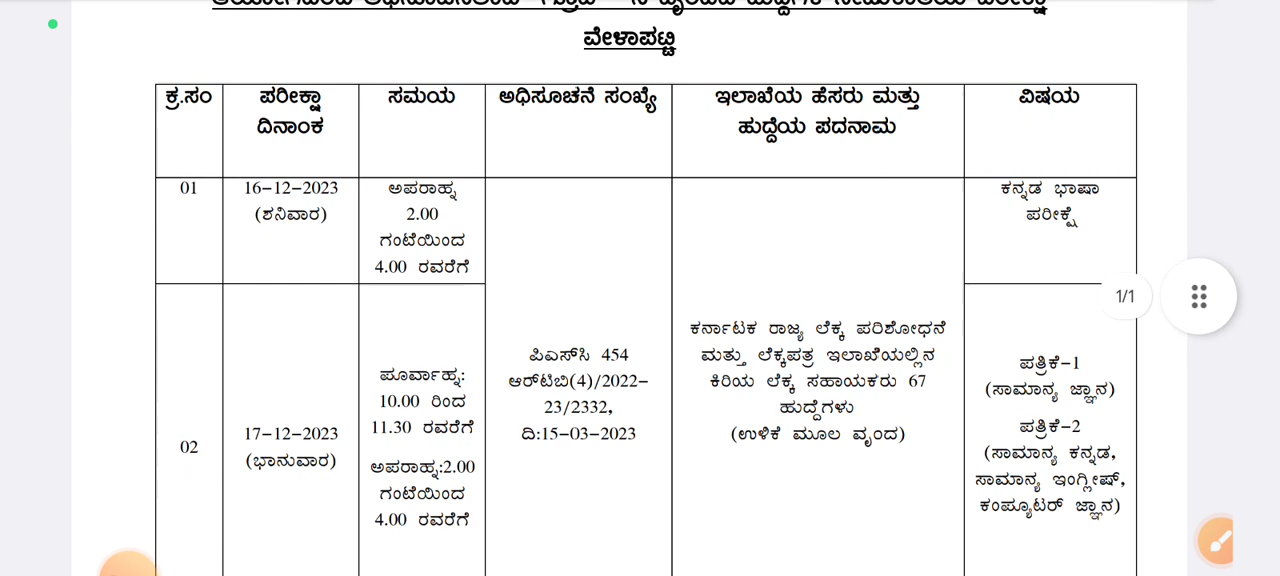 ವೇಳಾಪಟ್ಟಿ
ಕ್ರ.ಸಂ
ಪರೀಕ್ಷಾ
ದಿನಾಂಕ
ಸಮಯ
ಅಧಿಸೂಚನೆ ಸಂಖ್ಯೆ
ಇಲಾಖೆಯ ಹೆಸರು ಮತ್ತು
ಹುದ್ದೆಯ ಪದನಾಮ
ವಿಷಯ
01
16-12-2023
(ಶನಿವಾರ)
ಅಪರಾಹ್ನ
2.00
ಗಂಟೆಯಿಂದ
4.00 ರವರೆಗೆ
ಕನ್ನಡ ಭಾಷಾ
ಪರೀಕ್ಷೆ
02
17-12-2023
(ಭಾನುವಾರ)
ಪೂರ್ವಾಹ್ನ:
10.00 ರಿಂದ
11.30 ರವರೆಗೆ
ಅಪರಾಹ್ನ:2.00
ಗಂಟೆಯಿಂದ
4.00 ರವರೆಗೆ
ಪಿಎಸ್‌ಸಿ 454
ಆರ್‌ಟಿಬಿ(4)/2022-
23/2332,
ದಿ:15-03-2023
ಕರ್ನಾಟಕ ರಾಜ್ಯ ಲೆಕ್ಕ ಪರಿಶೋಧನೆ
ಮತ್ತು ಲೆಕ್ಕಪತ್ರ ಇಲಾಖೆಯಲ್ಲಿನ
ಕಿರಿಯ ಲೆಕ್ಕ ಸಹಾಯಕರು 67
ಹುದ್ದೆಗಳು
(ಉಳಿಕೆ ಮೂಲ ವೃಂದ)
ಪತ್ರಿಕೆ-1
(ಸಾಮಾನ್ಯ ಜ್ಞಾನ)
ಪತ್ರಿಕೆ-2
(ಸಾಮಾನ್ಯ ಕನ್ನಡ,
ಸಾಮಾನ್ಯ ಇಂಗ್ಲೀಷ್,
ಕಂಪ್ಯೂಟರ್ ಜ್ಞಾನ)
1/1